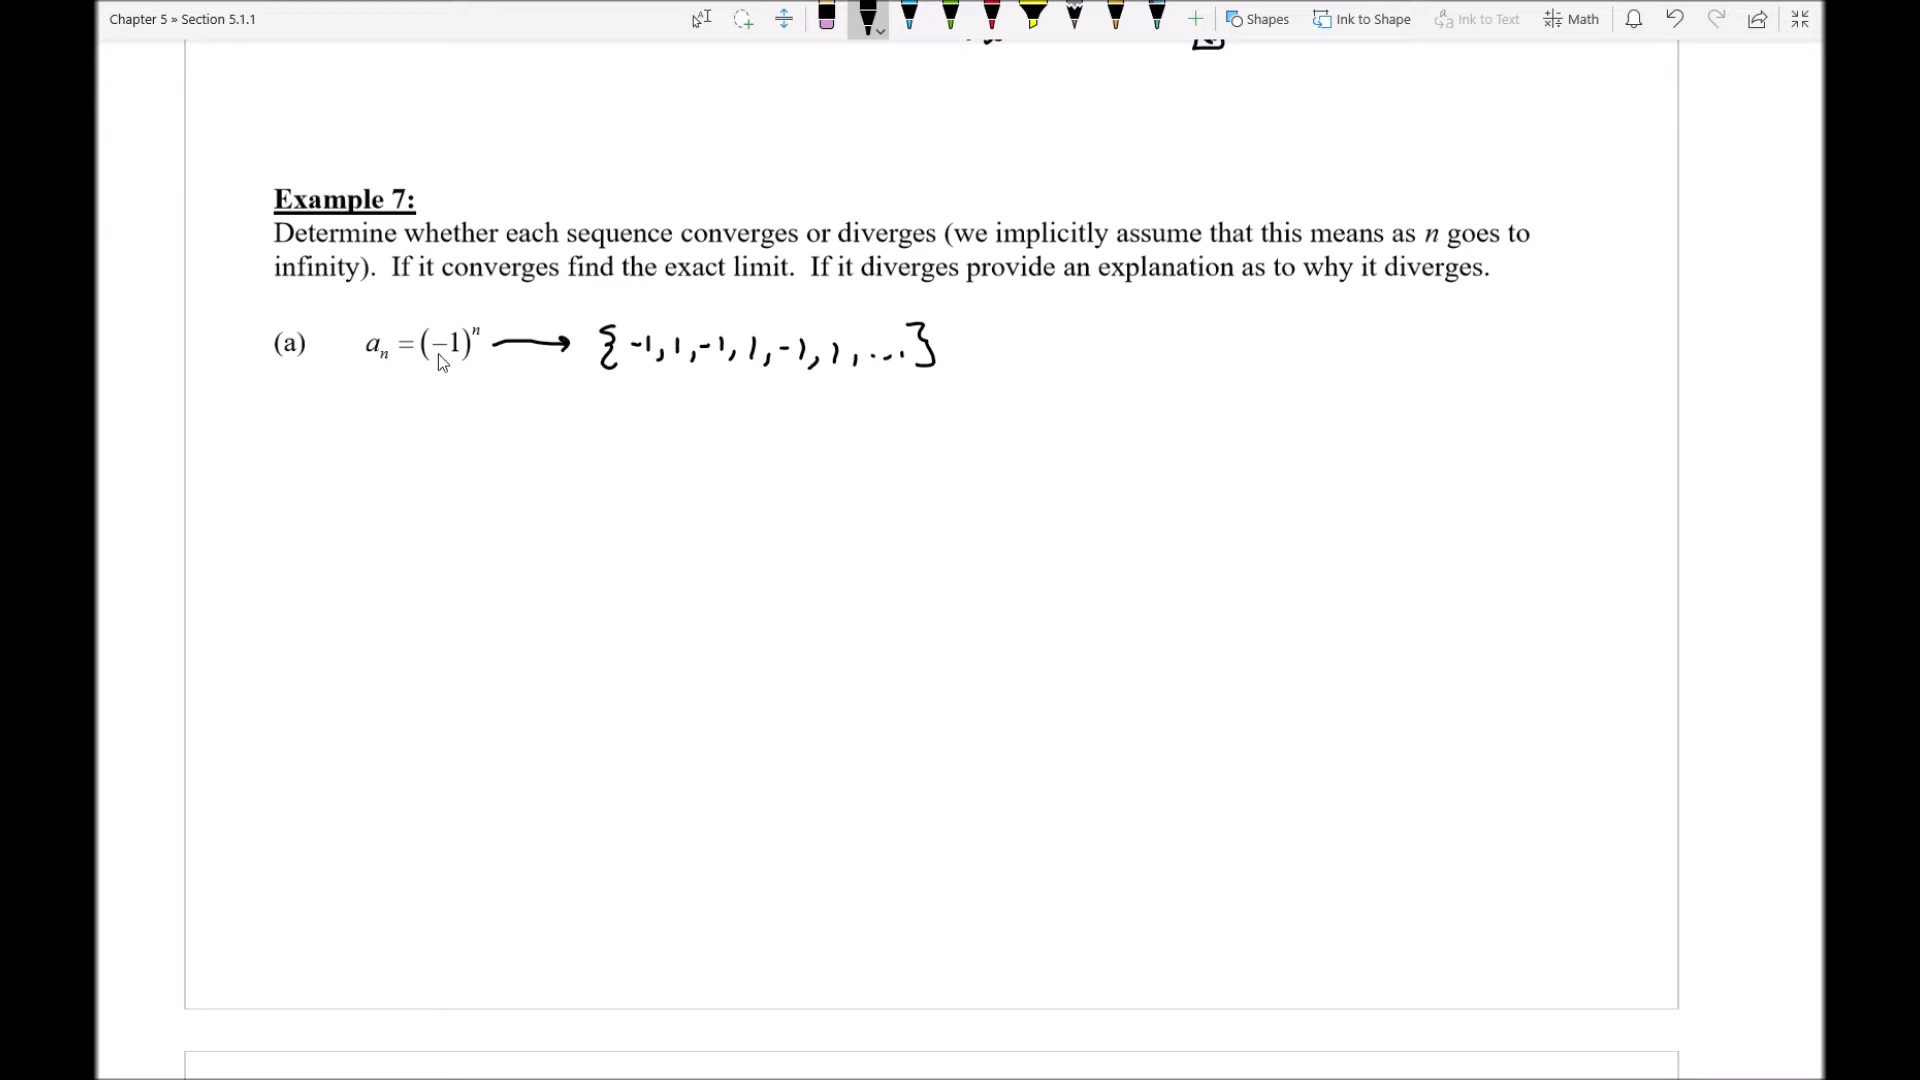 Chapter 5 » Section 5.1.1
Shapes Ink to Shape Ink to Text Math
Example 7:
Determine whether each sequence converges or diverges (we implicitly assume that this means as n goes to
infinity). If it converges find the exact limit. If it diverges provide an explanation as to why it diverges.
(a) aₙ = (−1)ⁿ ⟶ {-1, 1, -1, 1, -1, 1, ...}